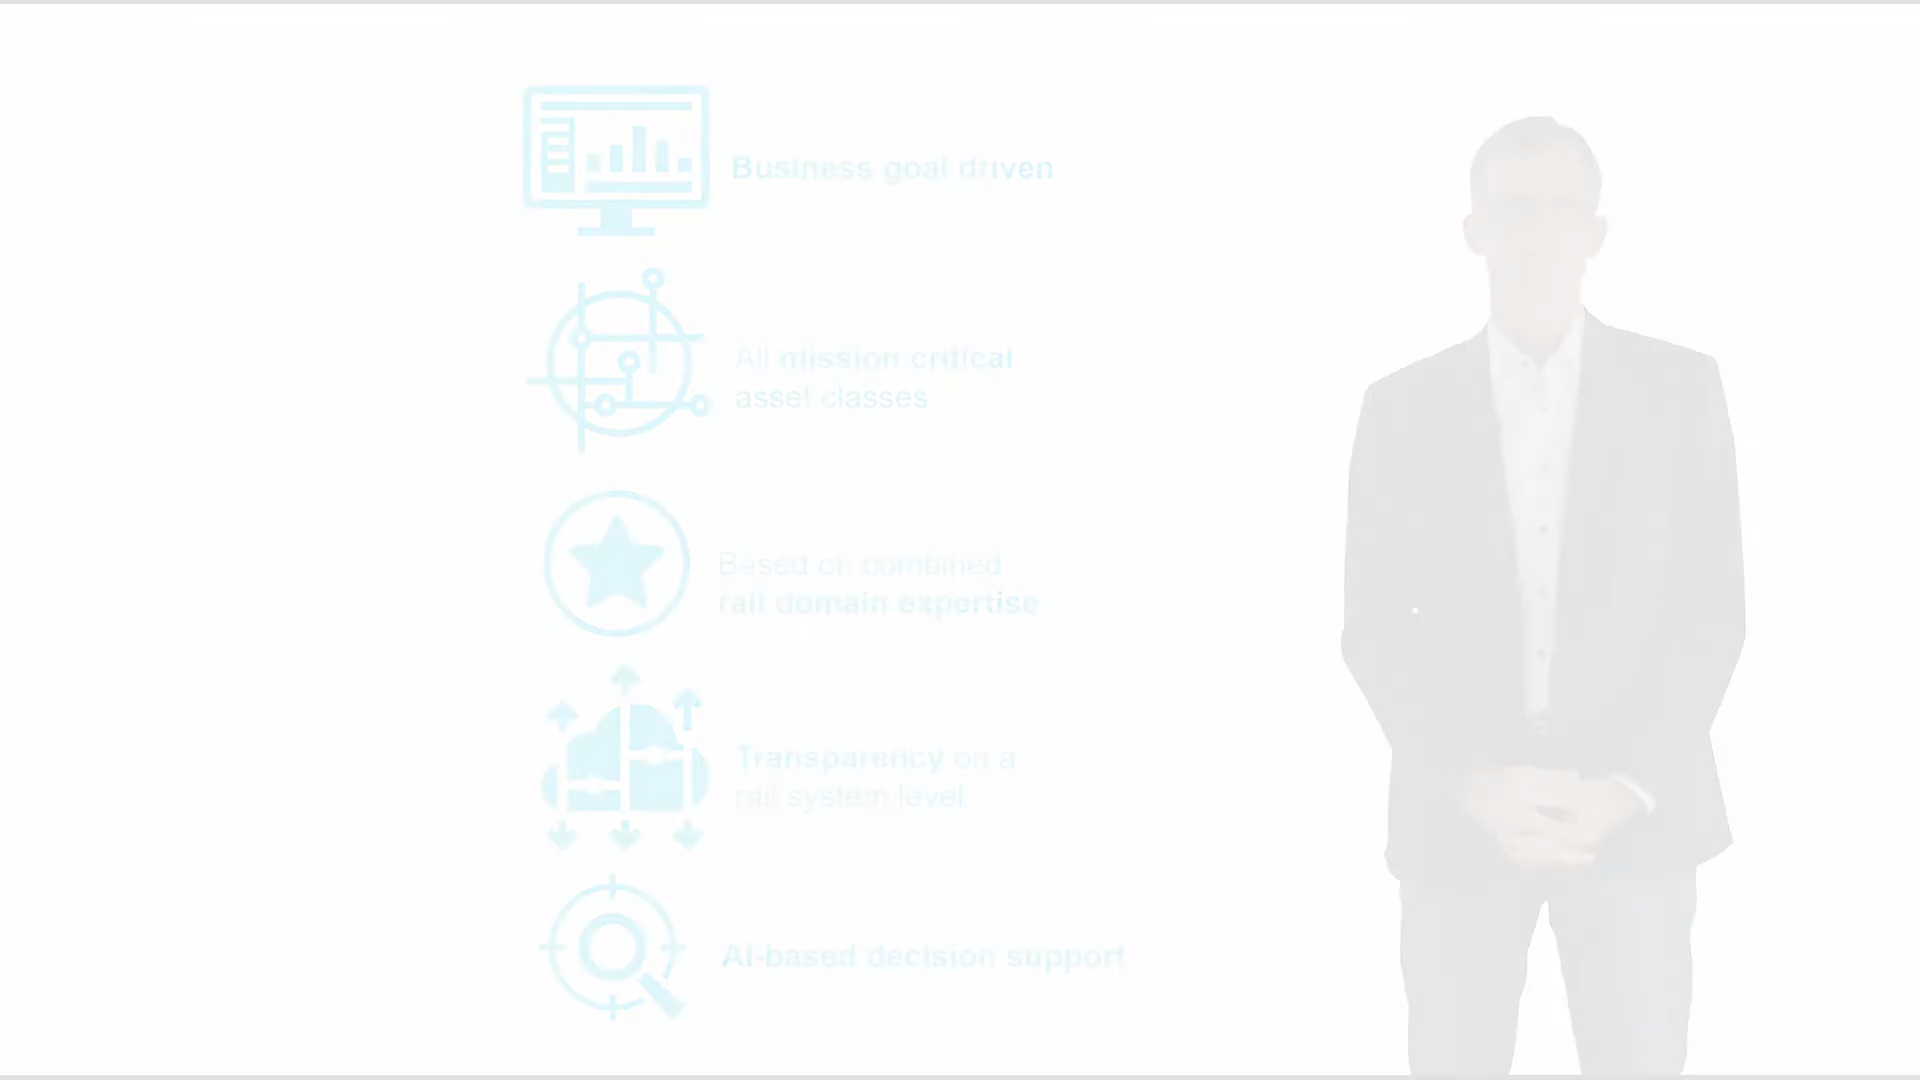 Business goal driven
All mission critical
asset classes
Based on combined
rail domain expertise
Transparency on a
rail system level
AI-based decision support